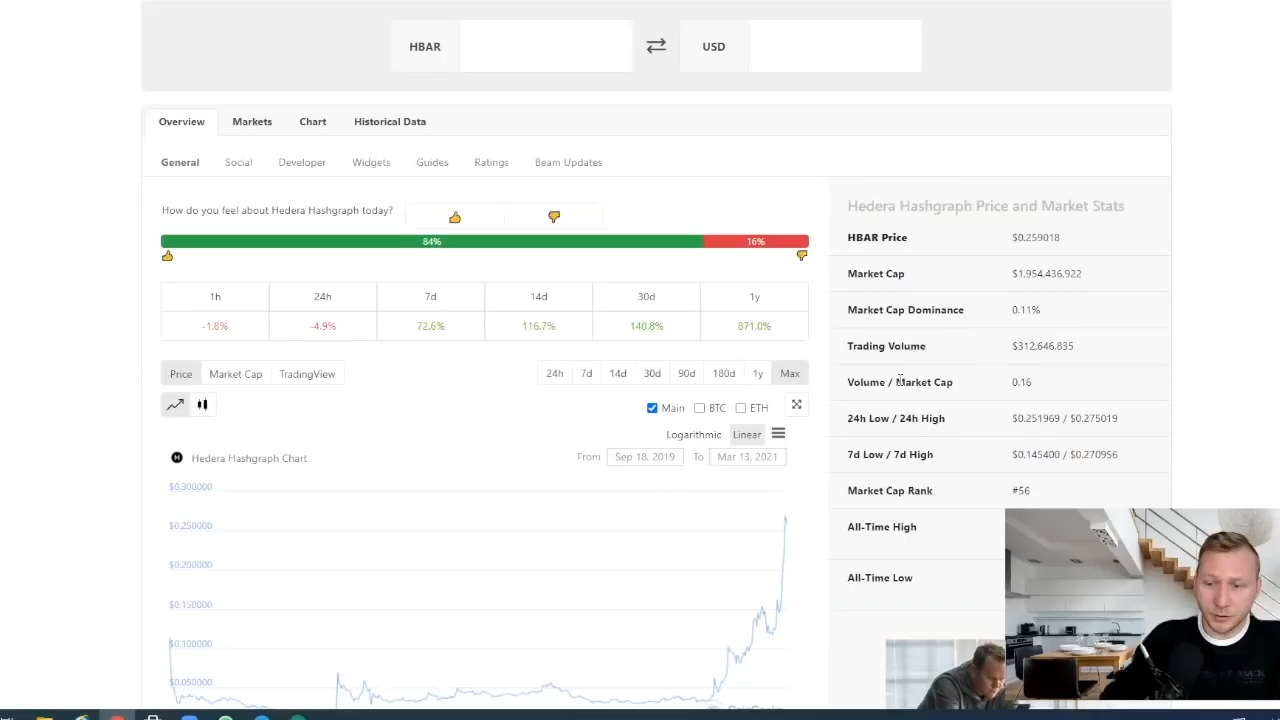 HBAR
USD
Overview Markets Chart Historical Data
General Social Developer Widgets Guides Ratings Beam Updates
How do you feel about Hedera Hashgraph today?
84% 16%
1h 24h 7d 14d 30d 1y
-1.8% -4.9% 72.6% 116.7% 140.8% 871.0%
Price Market Cap TradingView
24h 7d 14d 30d 90d 180d 1y Max
Main BTC ETH
Logarithmic Linear
Hedera Hashgraph Chart
From Sep 18, 2019 To Mar 13, 2021
$0.300000
$0.250000
$0.200000
$0.150000
$0.100000
$0.050000
Hedera Hashgraph Price and Market Stats
HBAR Price $0.259018
Market Cap $1,954,436,922
Market Cap Dominance 0.11%
Trading Volume $312,646,835
Volume / Market Cap 0.16
24h Low / 24h High $0.251969 / $0.275019
7d Low / 7d High $0.145400 / $0.270956
Market Cap Rank #56
All-Time High
All-Time Low